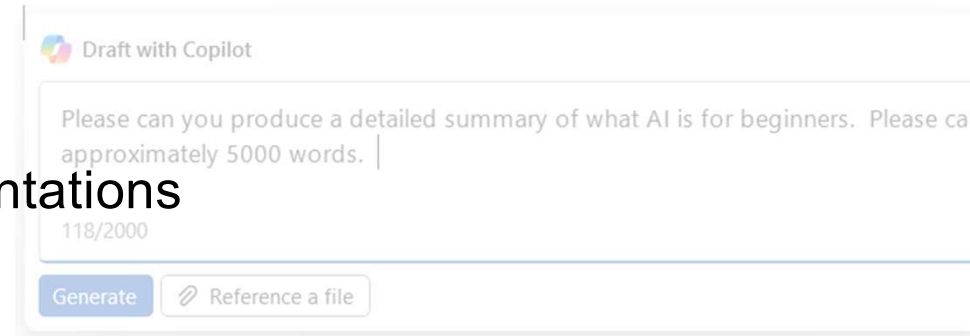 Draft with Copilot
Please can you produce a detailed summary of what AI is for beginners. Please ca
approximately 5000 words.
ntations
118/2000
Generate
Reference a file